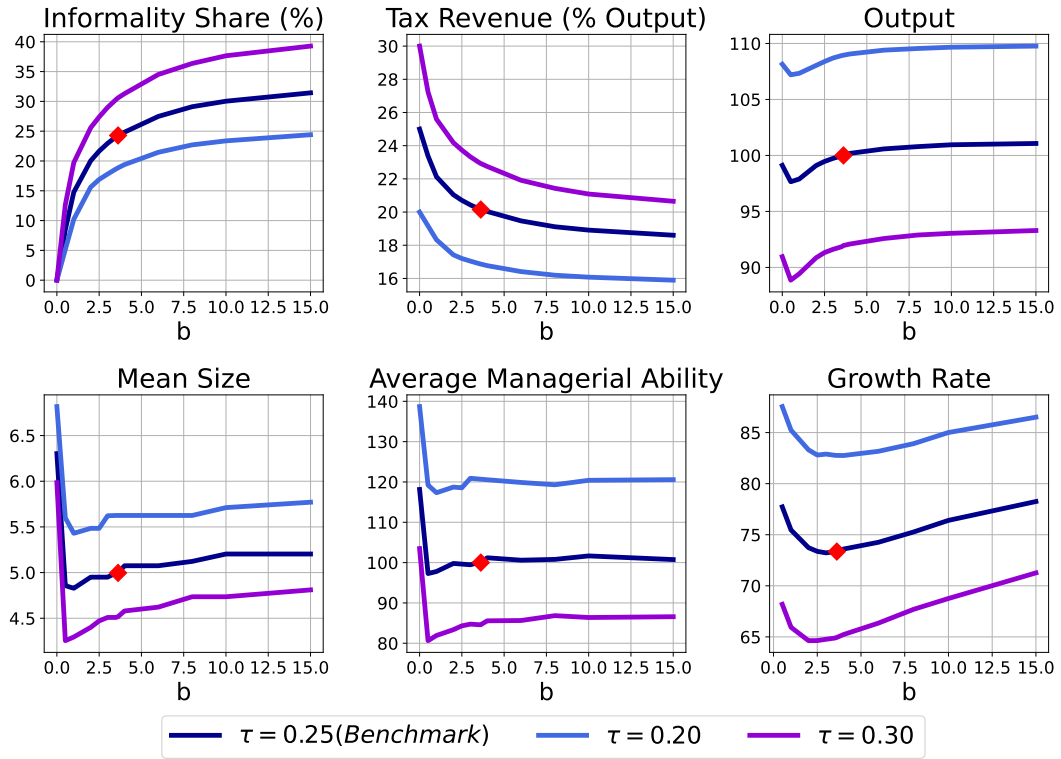 Informality Share (%)
40
35
30
25
20
15
10
5
0
0.0 2.5 5.0 7.5 10.0 12.5 15.0
b
Tax Revenue (% Output)
30
28
26
24
22
20
18
16
0.0 2.5 5.0 7.5 10.0 12.5 15.0
b
Output
110
105
100
95
90
0.0 2.5 5.0 7.5 10.0 12.5 15.0
b
Mean Size
6.5
6.0
5.5
5.0
4.5
0.0 2.5 5.0 7.5 10.0 12.5 15.0
b
Average Managerial Ability
140
130
120
110
100
90
80
0.0 2.5 5.0 7.5 10.0 12.5 15.0
b
Growth Rate
85
80
75
70
65
0.0 2.5 5.0 7.5 10.0 12.5 15.0
b
τ = 0.25(Benchmark) τ = 0.20 τ = 0.30